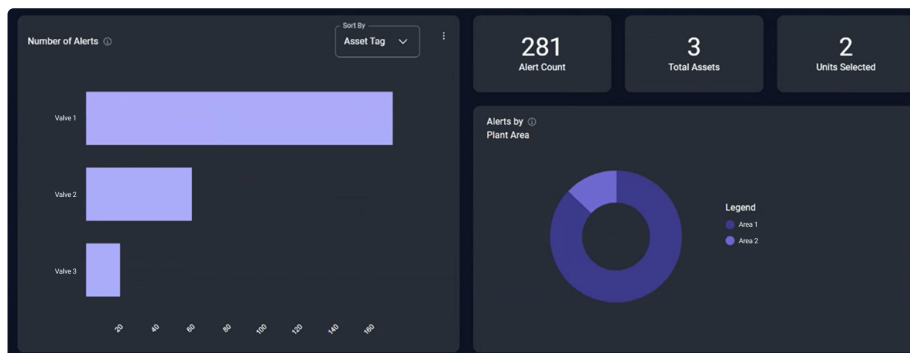 Number of Alerts
Sort By
Asset Tag
Valve 1
Valve 2
Valve 3
20 40 60 80 100 120 140 160
281
Alert Count
3
Total Assets
2
Units Selected
Alerts by
Plant Area
Legend
Area 1
Area 2